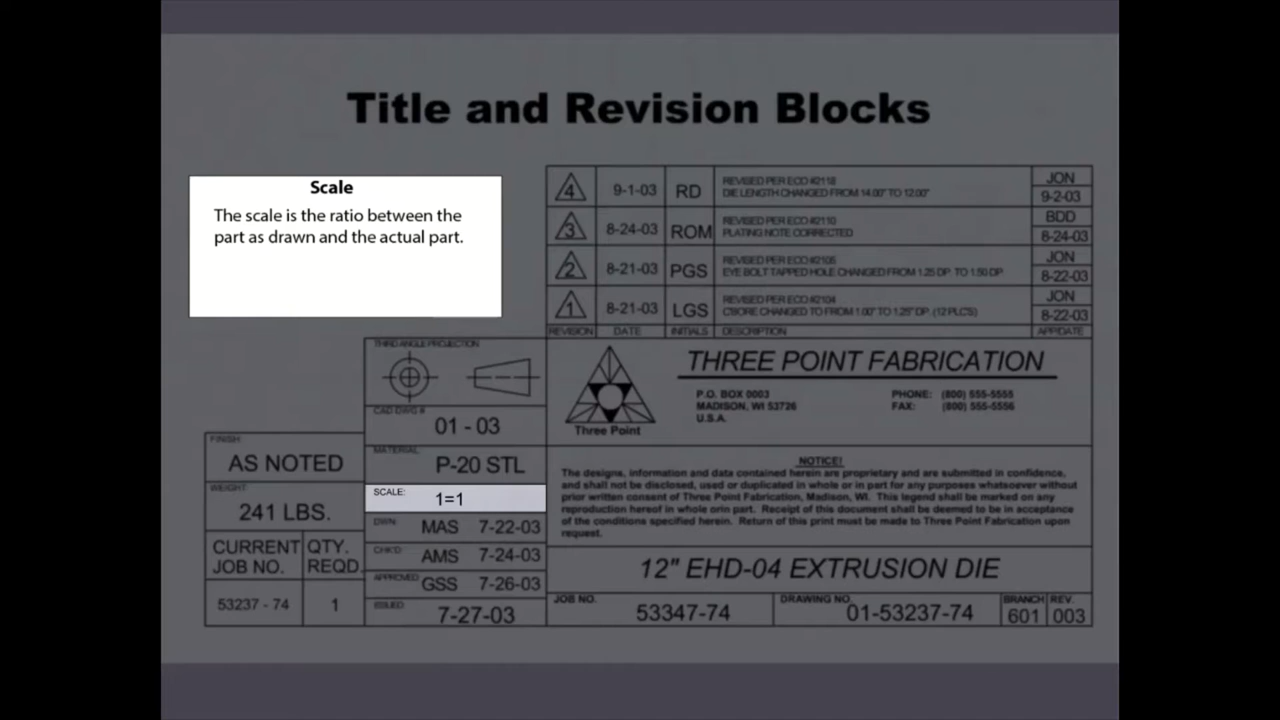 Title and Revision Blocks
Scale
The scale is the ratio between the
part as drawn and the actual part.
4 9-1-03 RD REVISED PER ECO #2118 JON
DIE LENGTH CHANGED FROM 14.00" TO 12.00" 9-2-03
3 8-24-03 ROM REVISED PER ECO #2110 BDD
PLATING NOTE CORRECTED 8-24-03
2 8-21-03 PGS REVISED PER ECO #2105 JON
EYE BOLT TAPPED HOLE CHANGED FROM 1.25 DP. TO 1.50 DP. 8-22-03
1 8-21-03 LGS REVISED PER ECO #2104 JON
C'BORE CHANGED TO FROM 1.00" TO 1.25" DP. (12 PLC'S) 8-22-03
REVISION DATE INITIALS DESCRIPTION APP/DATE
THIRD ANGLE PROJECTION
THREE POINT FABRICATION
P.O. BOX 0003 PHONE: (800) 555-5555
MADISON, WI 53726 FAX: (800) 555-5556
U.S.A.
Three Point
CAD DWG #
01 - 03
FINISH:
AS NOTED
MATERIAL:
P-20 STL
NOTICE!
The designs, information and data contained herein are proprietary and are submitted in confidence,
and shall not be disclosed, used or duplicated in whole or in part for any purposes whatsoever without
prior written consent of Three Point Fabrication, Madison, WI. This legend shall be marked on any
reproduction hereof in whole orin part. Receipt of this document shall be deemed to be in acceptance
of the conditions specified herein. Return of this print must be made to Three Point Fabrication upon
request.
WEIGHT:
241 LBS.
SCALE:
1=1
DWN:
MAS 7-22-03
CHK'D:
AMS 7-24-03
APPROVED:
GSS 7-26-03
ISSUED
7-27-03
CURRENT
JOB NO.
QTY.
REQD.
53237 - 74
1
12" EHD-04 EXTRUSION DIE
JOB NO.
53347-74
DRAWING NO.
01-53237-74
BRANCH
601
REV.
003